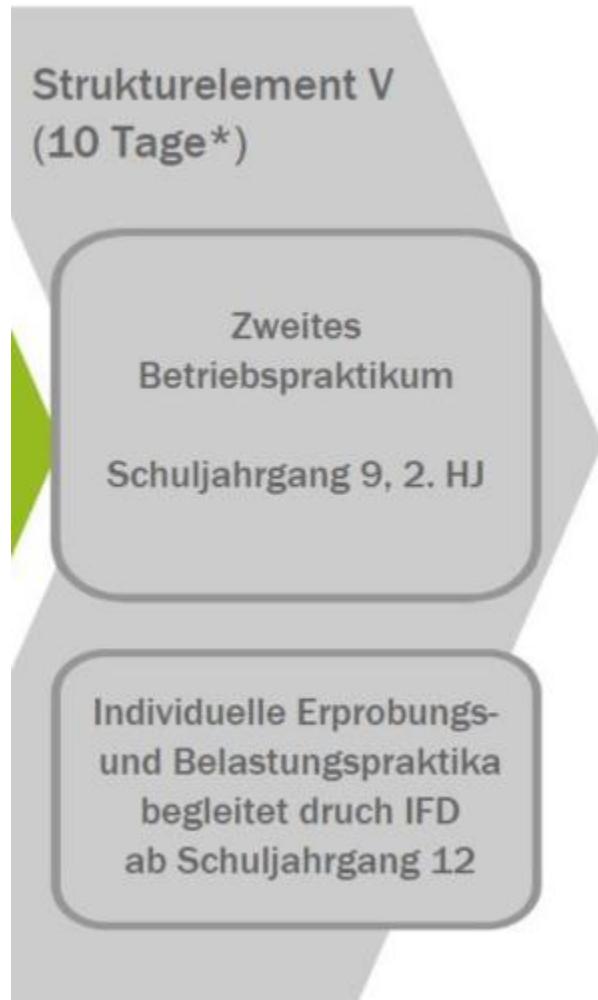 Strukturelement V
(10 Tage*)
Zweites
Betriebspraktikum
Schuljahrgang 9, 2. HJ
Individuelle Erprobungs-
und Belastungspraktika
begleitet druch IFD
ab Schuljahrgang 12